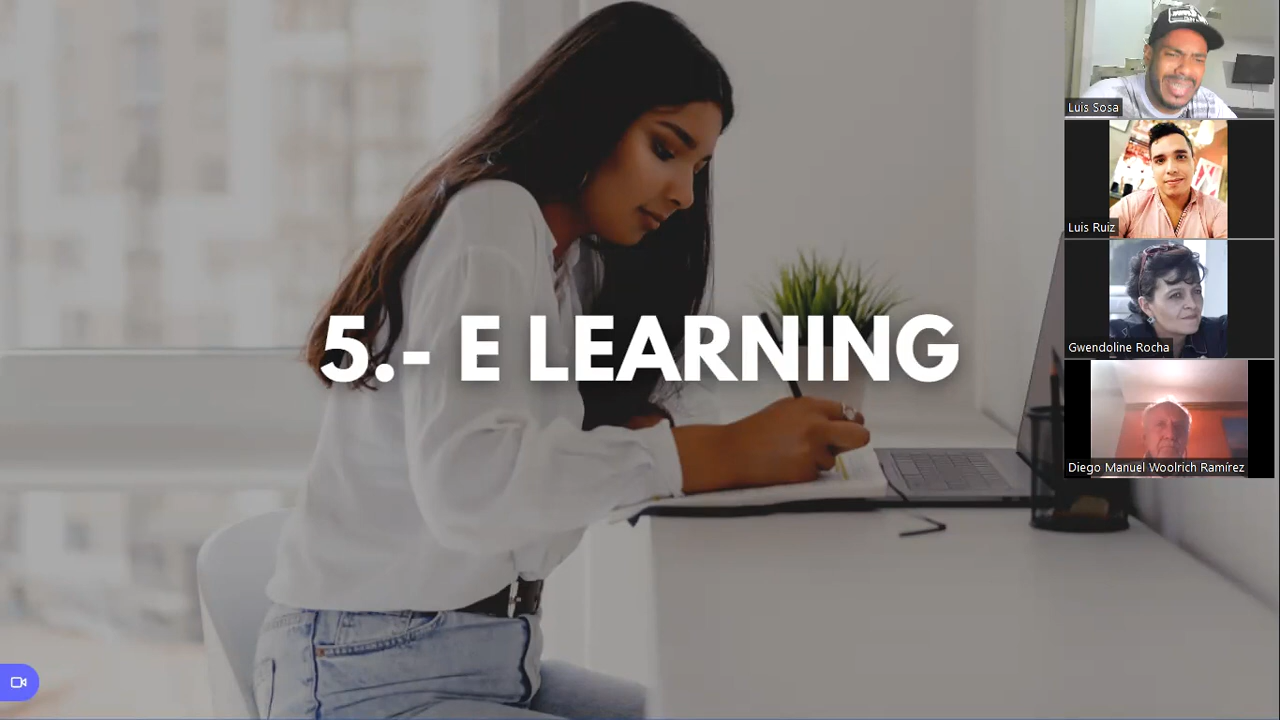 5.- E LEARNING
Luis Sosa
Luis Ruiz
Gwendoline Rocha
Diego Manuel Woolrich Ramírez